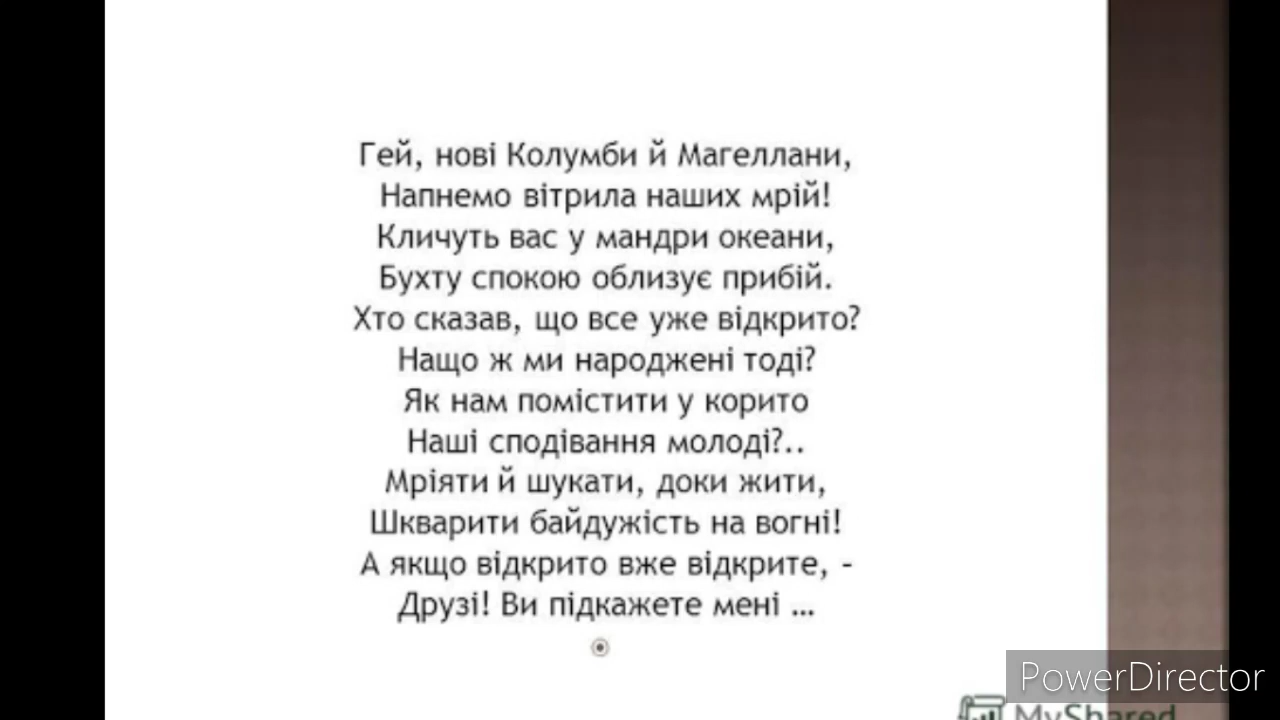 Гей, нові Колумби й Магеллани,
Напнемо вітрила наших мрій!
Кличуть вас у мандри океани,
Бухту спокою облизує прибій.
Хто сказав, що все уже відкрито?
Нащо ж ми народжені тоді?
Як нам помістити у корито
Наші сподівання молоді?..
Мріяти й шукати, доки жити,
Шкварити байдужість на вогні!
А якщо відкрито вже відкрите, –
Друзі! Ви підкажете мені ...
PowerDirector
MyShared